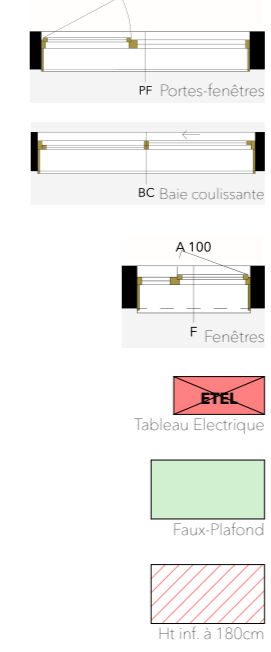 PF Portes-fenêtres
BC Baie coulissante
A 100
F Fenêtres
ETEL
Tableau Electrique
Faux-Plafond
Ht inf. à 180cm